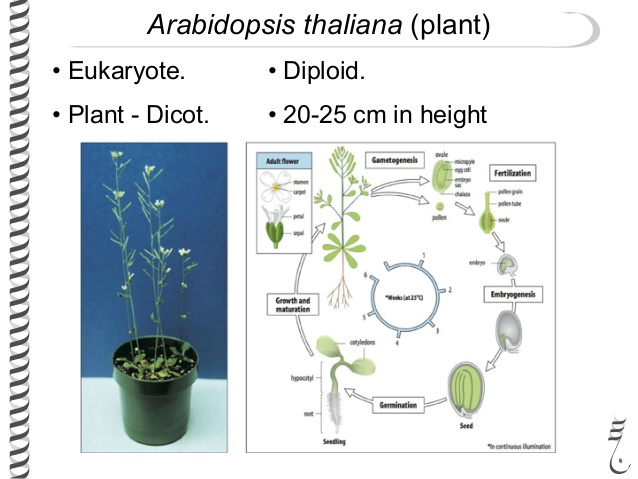 Arabidopsis thaliana (plant)
• Eukaryote.
• Diploid.
• Plant - Dicot.
• 20-25 cm in height
Adult flower
stamen
carpel
petal
sepal
Gametogenesis
ovule
micropyle
egg cell
embryo
sac
chalaza
pollen
Fertilization
pollen grain
pollen tube
ovule
embryo
Embryogenesis
Seed
Germination
cotyledons
hypocotyl
root
Seedling
Growth and
maturation
*Weeks (at 25°C)
1
2
3
4
5
6
*In continuous illumination